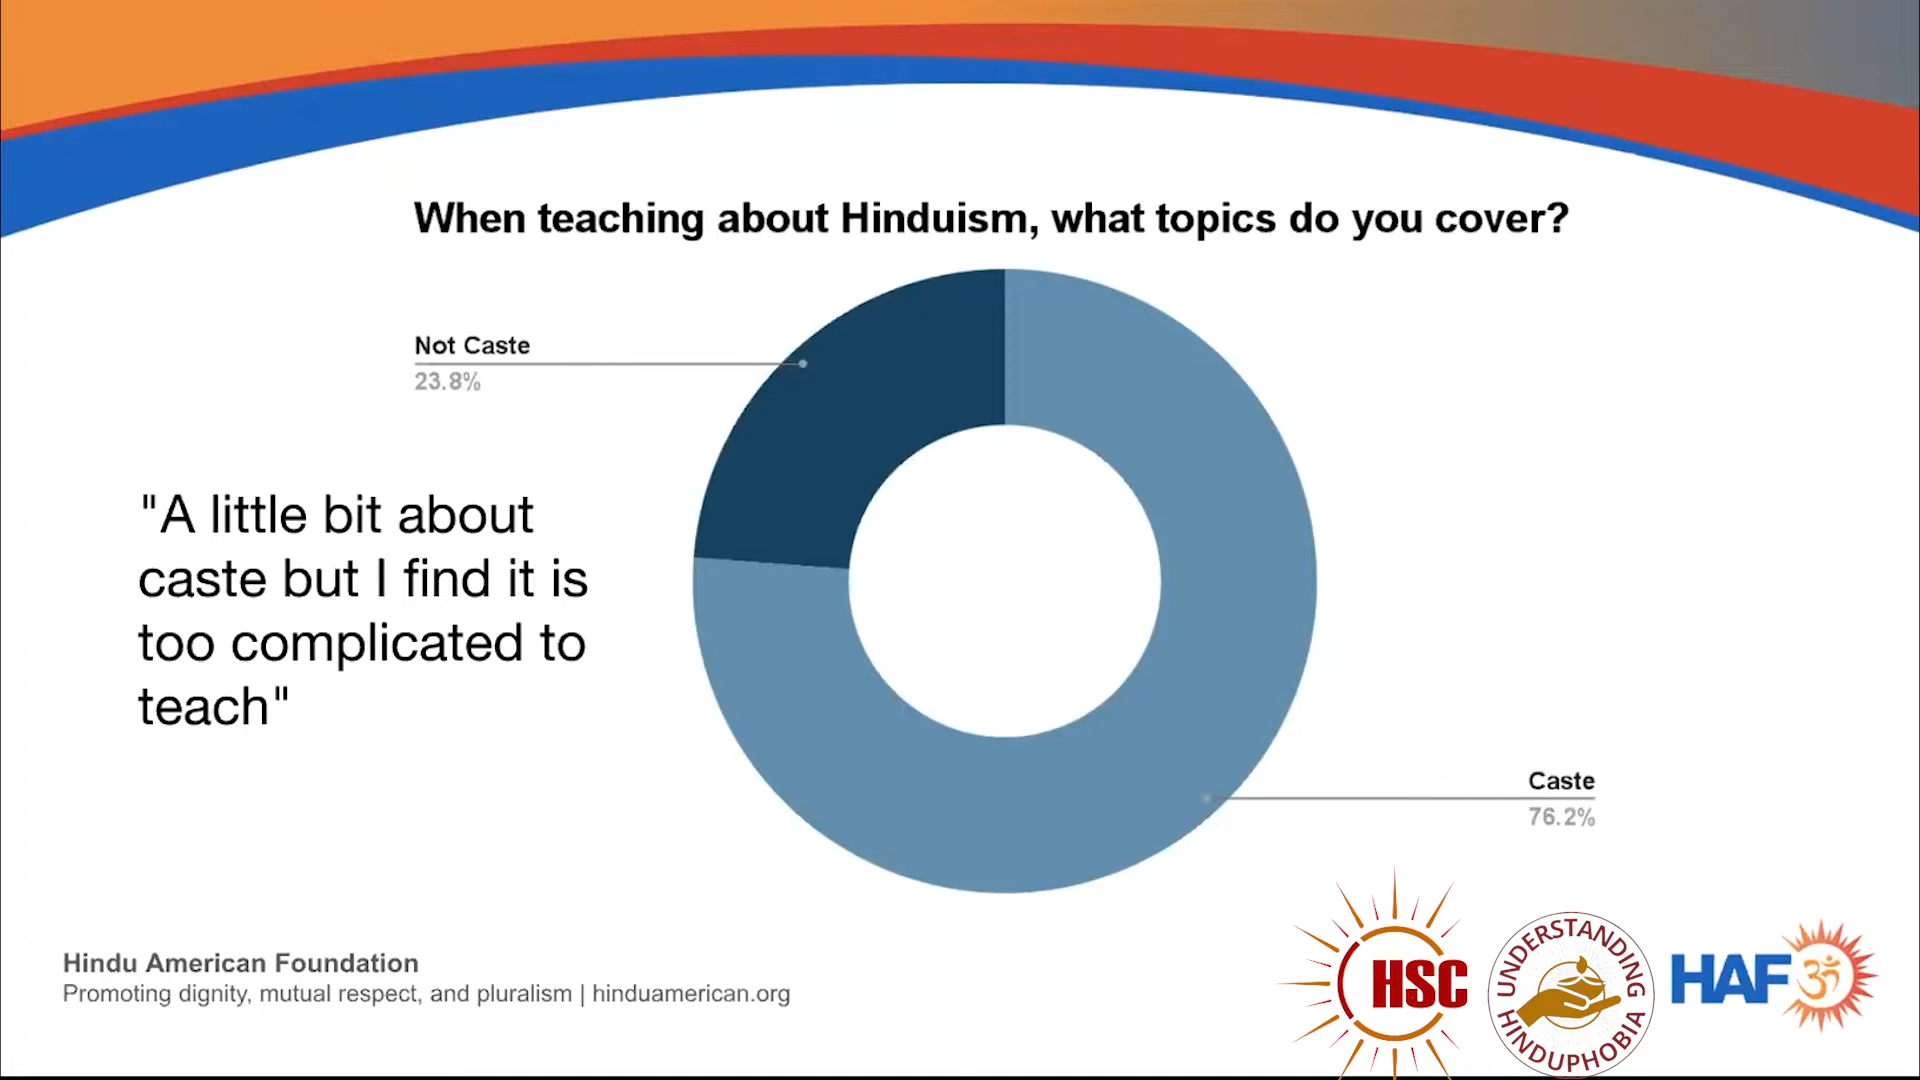 When teaching about Hinduism, what topics do you cover?
Not Caste
23.8%
"A little bit about
caste but I find it is
too complicated to
teach"
Caste
76.2%
Hindu American Foundation
Promoting dignity, mutual respect, and pluralism | hinduamerican.org
HSC
UNDERSTANDING
HINDUPHOBIA
HAF
ॐ